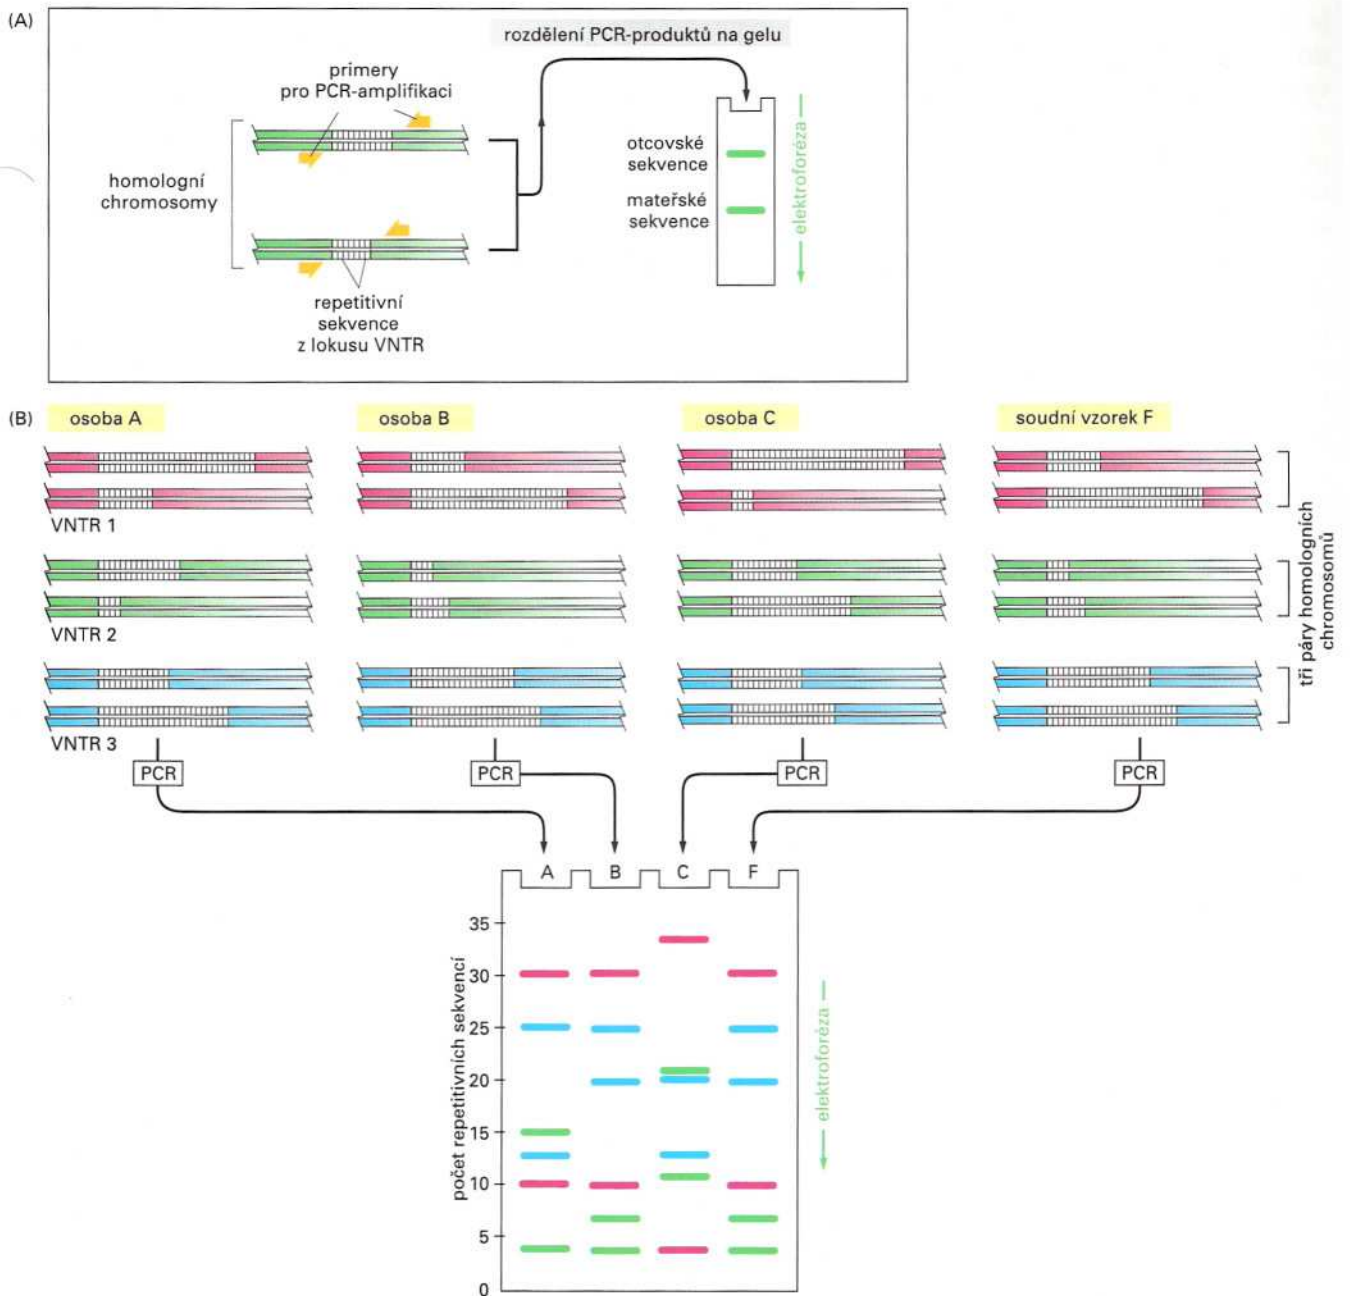 (A)
rozdělení PCR-produktů na gelu
primery
pro PCR-amplifikaci
homologní
chromosomy
repetitivní
sekvence
z lokusu VNTR
otcovské
sekvence
mateřské
sekvence
elektroforéza
(B)
osoba A
osoba B
osoba C
soudní vzorek F
VNTR 1
VNTR 2
VNTR 3
tři páry homologních
chromosomů
PCR
PCR
PCR
PCR
A
B
C
F
počet repetitivních sekvencí
35
30
25
20
15
10
5
0
elektroforéza